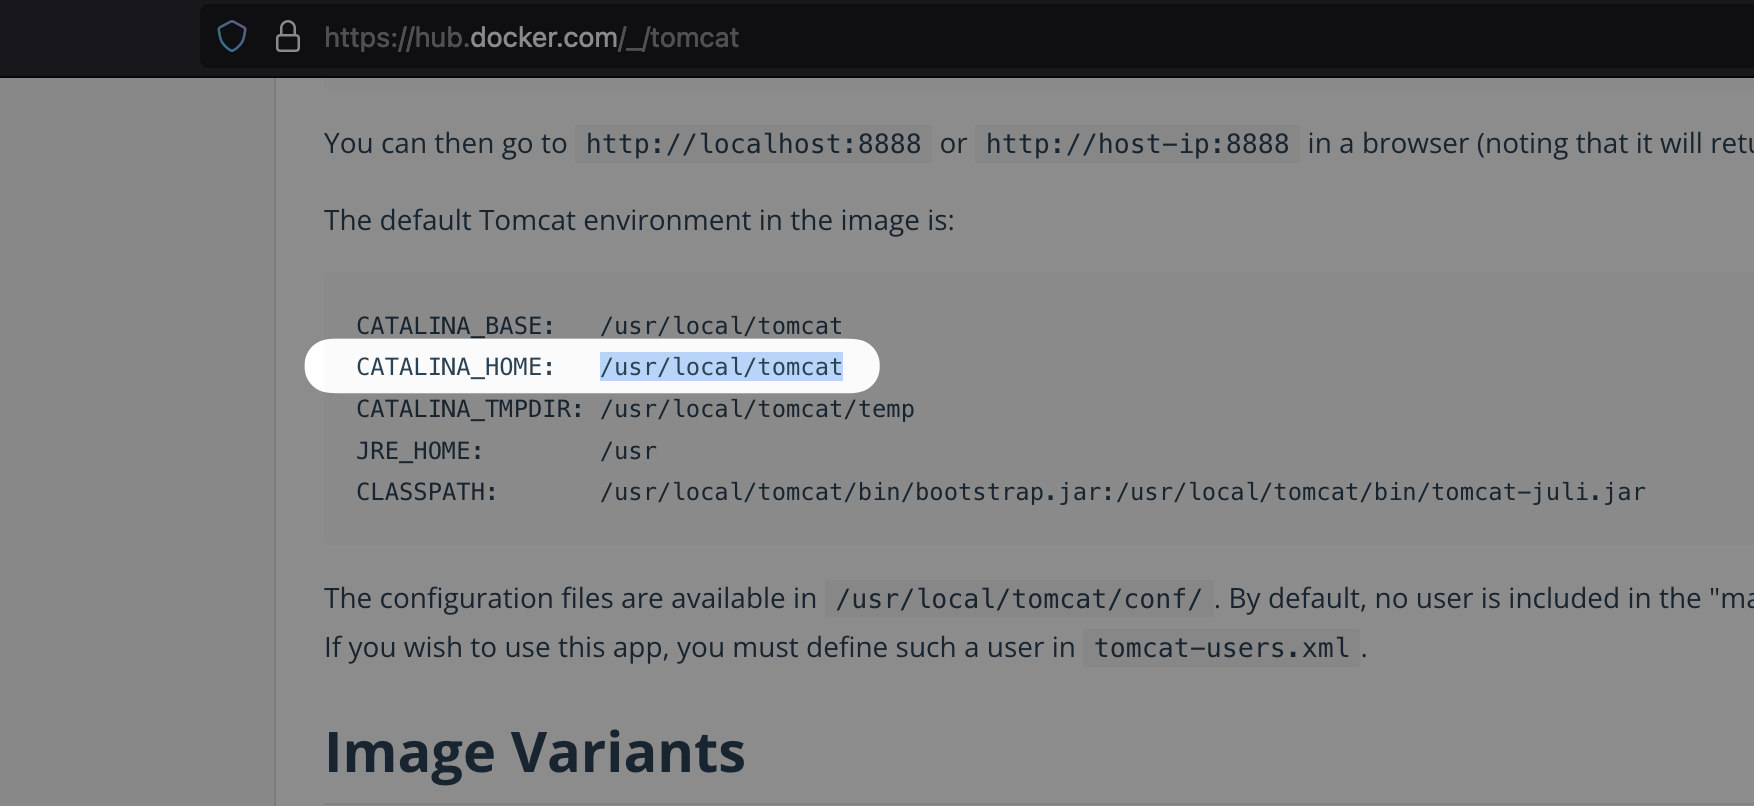 https://hub.docker.com/_/tomcat
You can then go to http://localhost:8888 or http://host-ip:8888 in a browser (noting that it will
The default Tomcat environment in the image is:
CATALINA_BASE: /usr/local/tomcat
CATALINA_HOME: /usr/local/tomcat
CATALINA_TMPDIR: /usr/local/tomcat/temp
JRE_HOME: /usr
CLASSPATH: /usr/local/tomcat/bin/bootstrap.jar:/usr/local/tomcat/bin/tomcat-juli.jar
The configuration files are available in /usr/local/tomcat/conf/ . By default, no user is included in the
If you wish to use this app, you must define such a user in tomcat-users.xml .
Image Variants